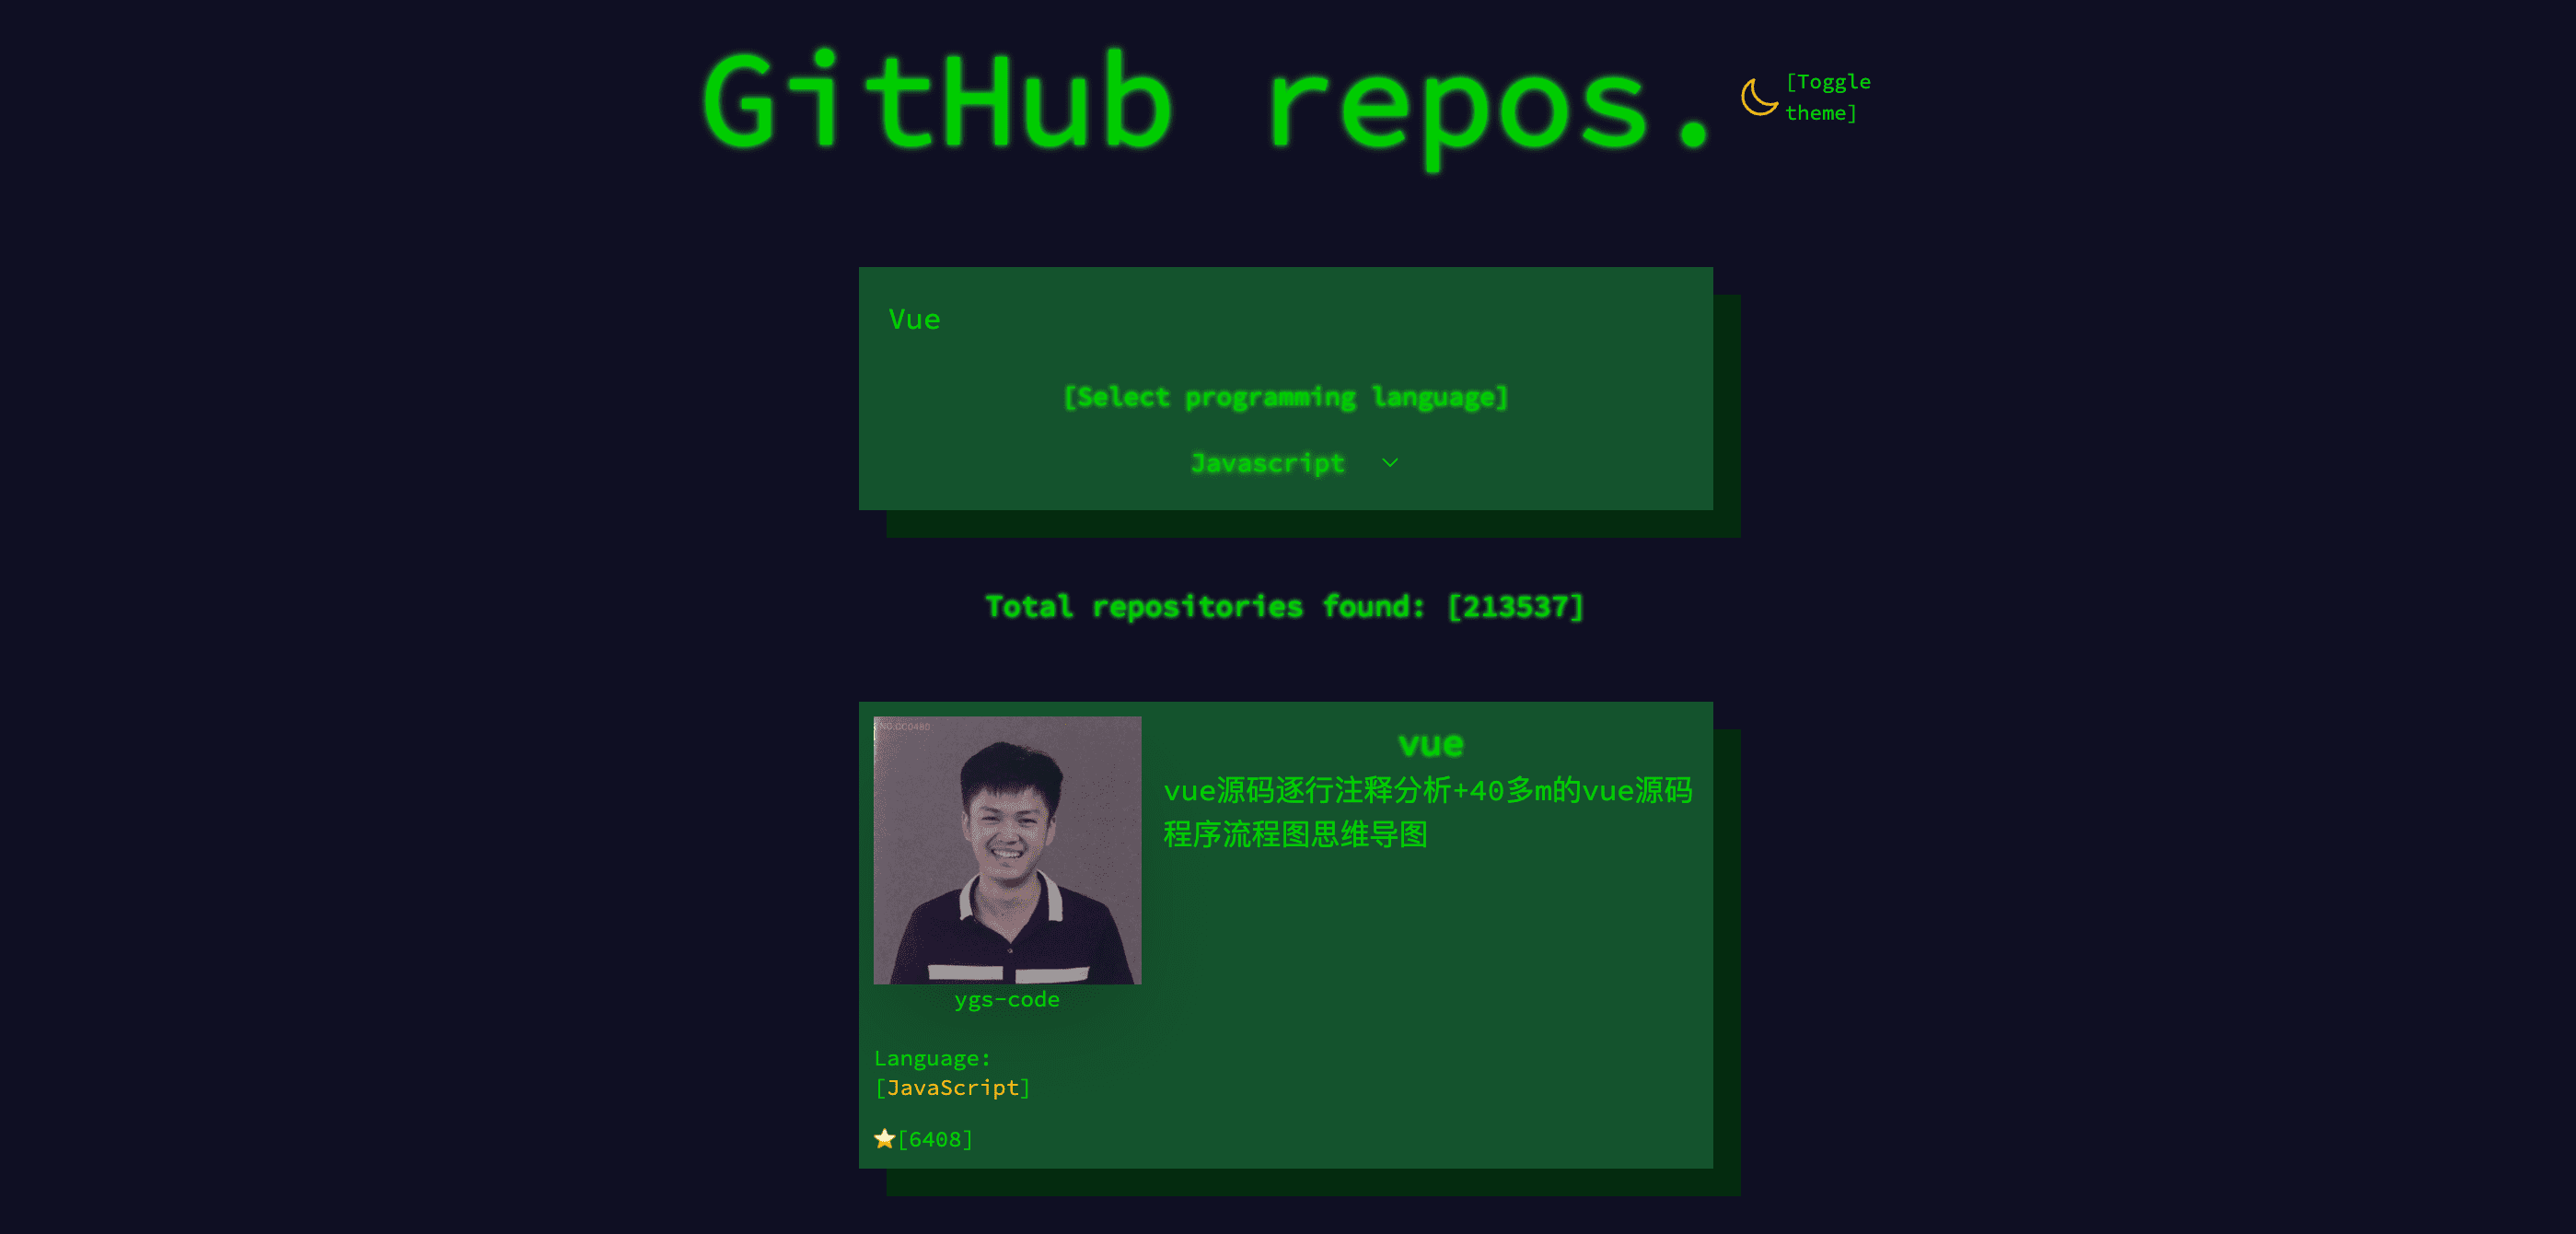 GitHub repos.
[Toggle
theme]
Vue
[Select programming language]
Javascript
Total repositories found: [213537]
NO.CC0480
vue
vue源码逐行注释分析+40多m的vue源码
程序流程图思维导图
ygs-code
Language:
[JavaScript]
[6408]